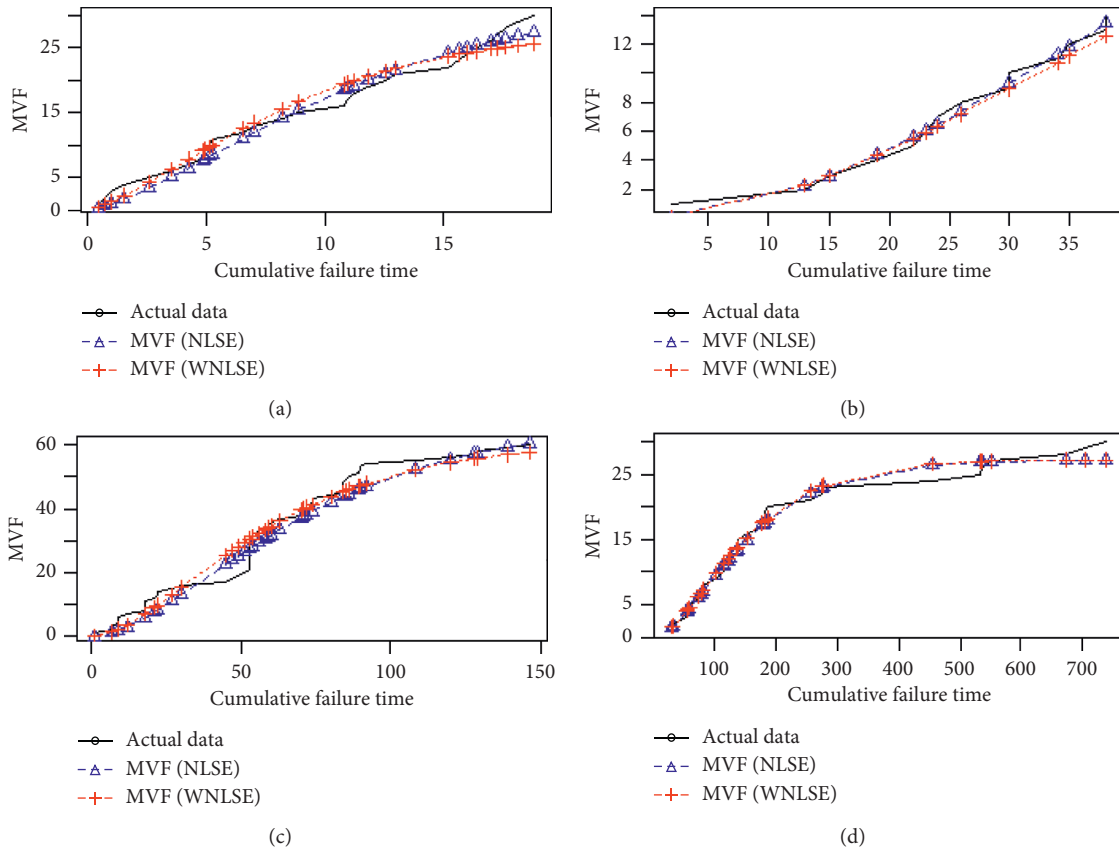 MVF
25
15
5
0
0
5
10
15
Cumulative failure time
Actual data
MVF (NLSE)
MVF (WNLSE)
(a)
MVF
12
10
8
6
4
2
5
10
15
20
25
30
35
Cumulative failure time
Actual data
MVF (NLSE)
MVF (WNLSE)
(b)
MVF
60
40
20
0
0
50
100
150
Cumulative failure time
Actual data
MVF (NLSE)
MVF (WNLSE)
(c)
MVF
25
15
5
0
100
200
300
400
500
600
700
Cumulative failure time
Actual data
MVF (NLSE)
MVF (WNLSE)
(d)